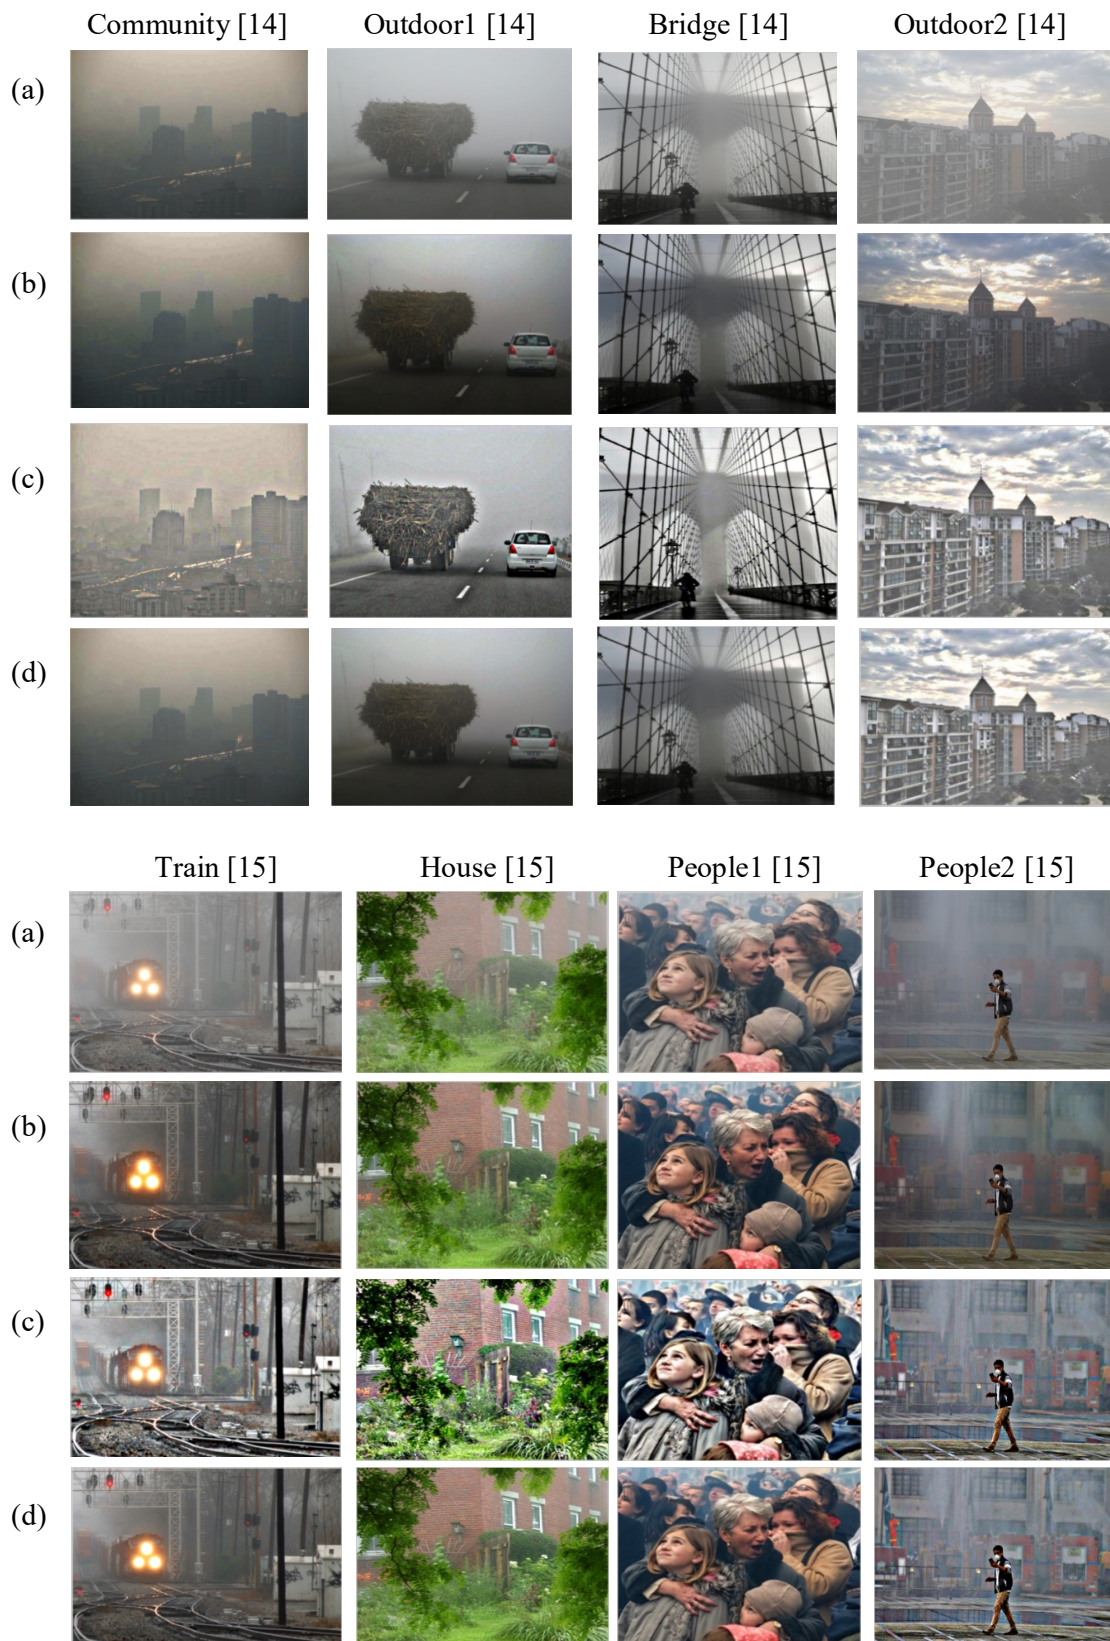 Community [14] Outdoor1 [14] Bridge [14] Outdoor2 [14]
(a)
(b)
(c)
(d)
Train [15] House [15] People1 [15] People2 [15]
(a)
(b)
(c)
(d)